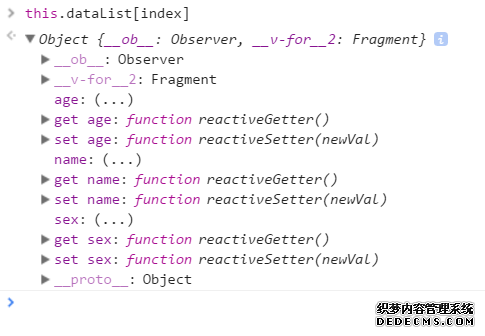 this.dataList[index]
Object {__ob__: Observer, __v-for__2: Fragment}
__ob__: Observer
__v-for__2: Fragment
age: (...)
get age: function reactiveGetter()
set age: function reactiveSetter(newVal)
name: (...)
get name: function reactiveGetter()
set name: function reactiveSetter(newVal)
sex: (...)
get sex: function reactiveGetter()
set sex: function reactiveSetter(newVal)
__proto__: Object
织梦内容管理系统
DEDECMS.COM